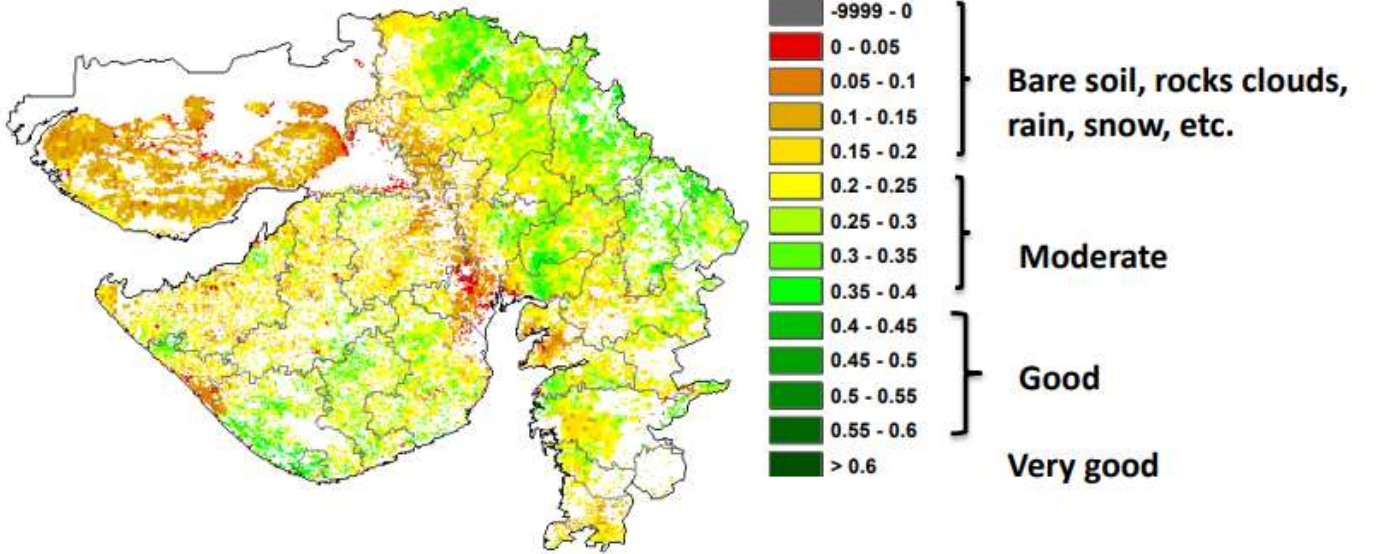 -9999 - 0
0 - 0.05
0.05 - 0.1
0.1 - 0.15
0.15 - 0.2
0.2 - 0.25
0.25 - 0.3
0.3 - 0.35
0.35 - 0.4
0.4 - 0.45
0.45 - 0.5
0.5 - 0.55
0.55 - 0.6
> 0.6
Bare soil, rocks clouds,
rain, snow, etc.
Moderate
Good
Very good